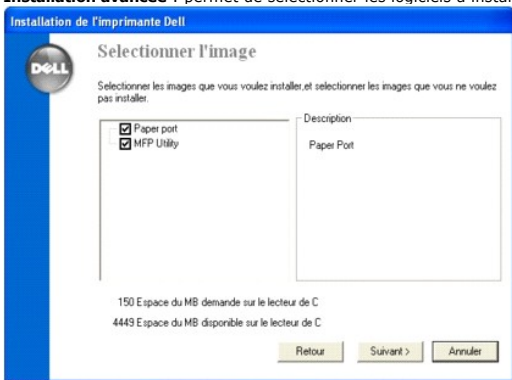 Installation avancée : permet de sélectionner les logiciels à instal
Installation de l'imprimante Dell
DELL
Selectionner l'image
Selectionner les images que vous voulez installer,et selectionner les images que vous ne voulez
pas installer.
Paper port
MFP Utility
Description
Paper Port
150 Espace du MB demande sur le lecteur de C
4449 Espace du MB disponible sur le lecteur de C
Retour
Suivant >
Annuler